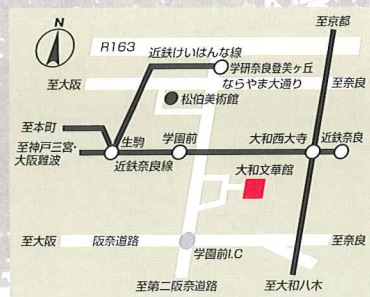 N
至京都
R163
近鉄けいはんな線
学研奈良登美ヶ丘
ならやま大通り
至大阪
至奈良
松伯美術館
至本町
生駒
学園前
大和西大寺
近鉄奈良
至神戸三宮・
大阪難波
近鉄奈良線
大和文華館
至大阪
阪奈道路
至奈良
学園前I.C
至第二阪奈道路
至大和八木